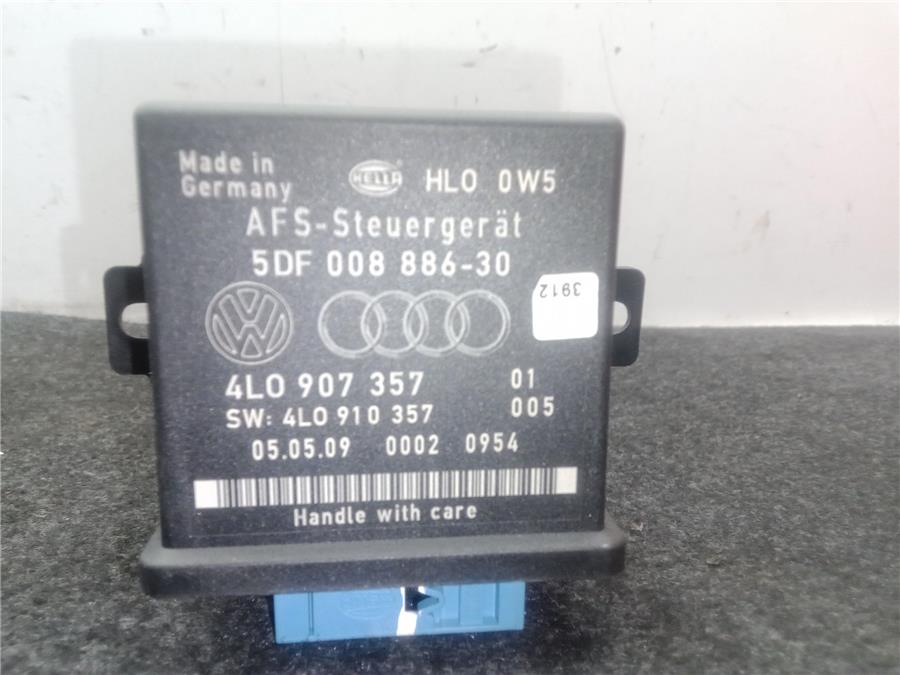 Made in
Germany
HELLA
HLO 0W5
AFS-Steuergerät
5DF 008 886-30
3912
4L0 907 357 01
SW: 4L0 910 357 005
05.05.09 0002 0954
Handle with care